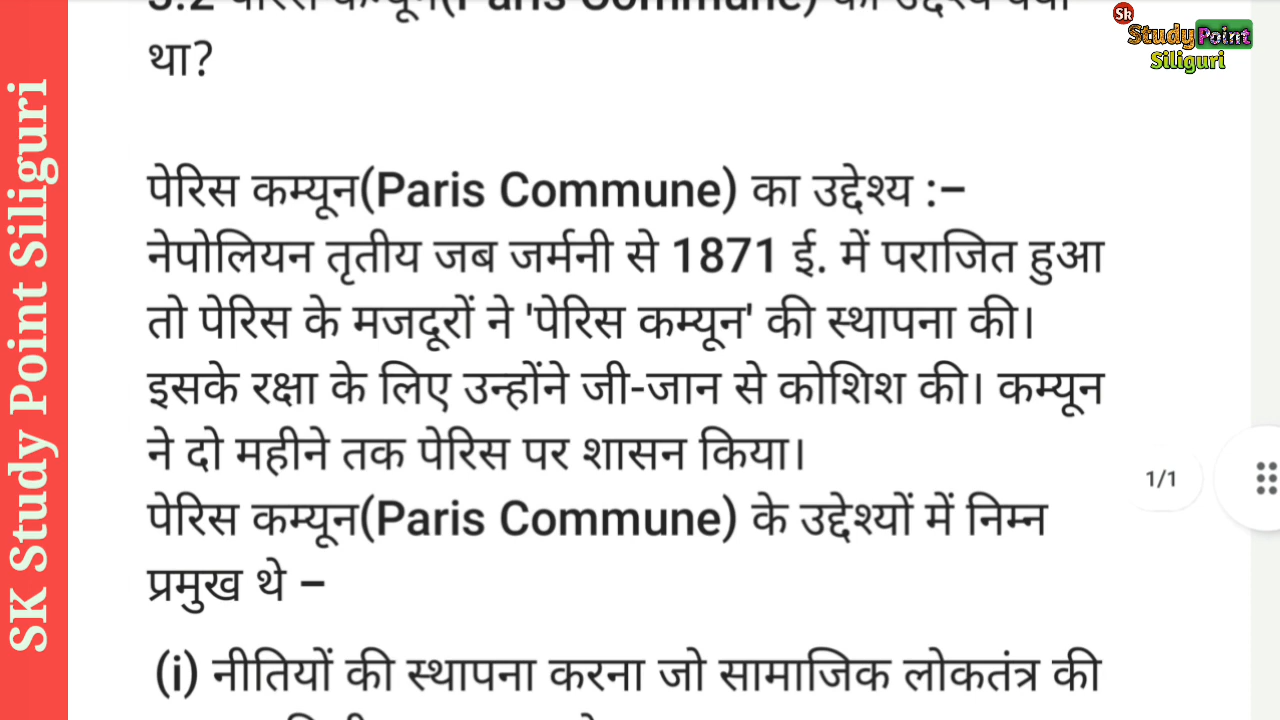 था?
Sk
Study Point
Siliguri
SK Study Point Siliguri
पेरिस कम्यून(Paris Commune) का उद्देश्य :–
नेपोलियन तृतीय जब जर्मनी से 1871 ई. में पराजित हुआ
तो पेरिस के मजदूरों ने 'पेरिस कम्यून' की स्थापना की।
इसके रक्षा के लिए उन्होंने जी-जान से कोशिश की। कम्यून
ने दो महीने तक पेरिस पर शासन किया।
पेरिस कम्यून(Paris Commune) के उद्देश्यों में निम्न
प्रमुख थे –
1/1
(i) नीतियों की स्थापना करना जो सामाजिक लोकतंत्र की